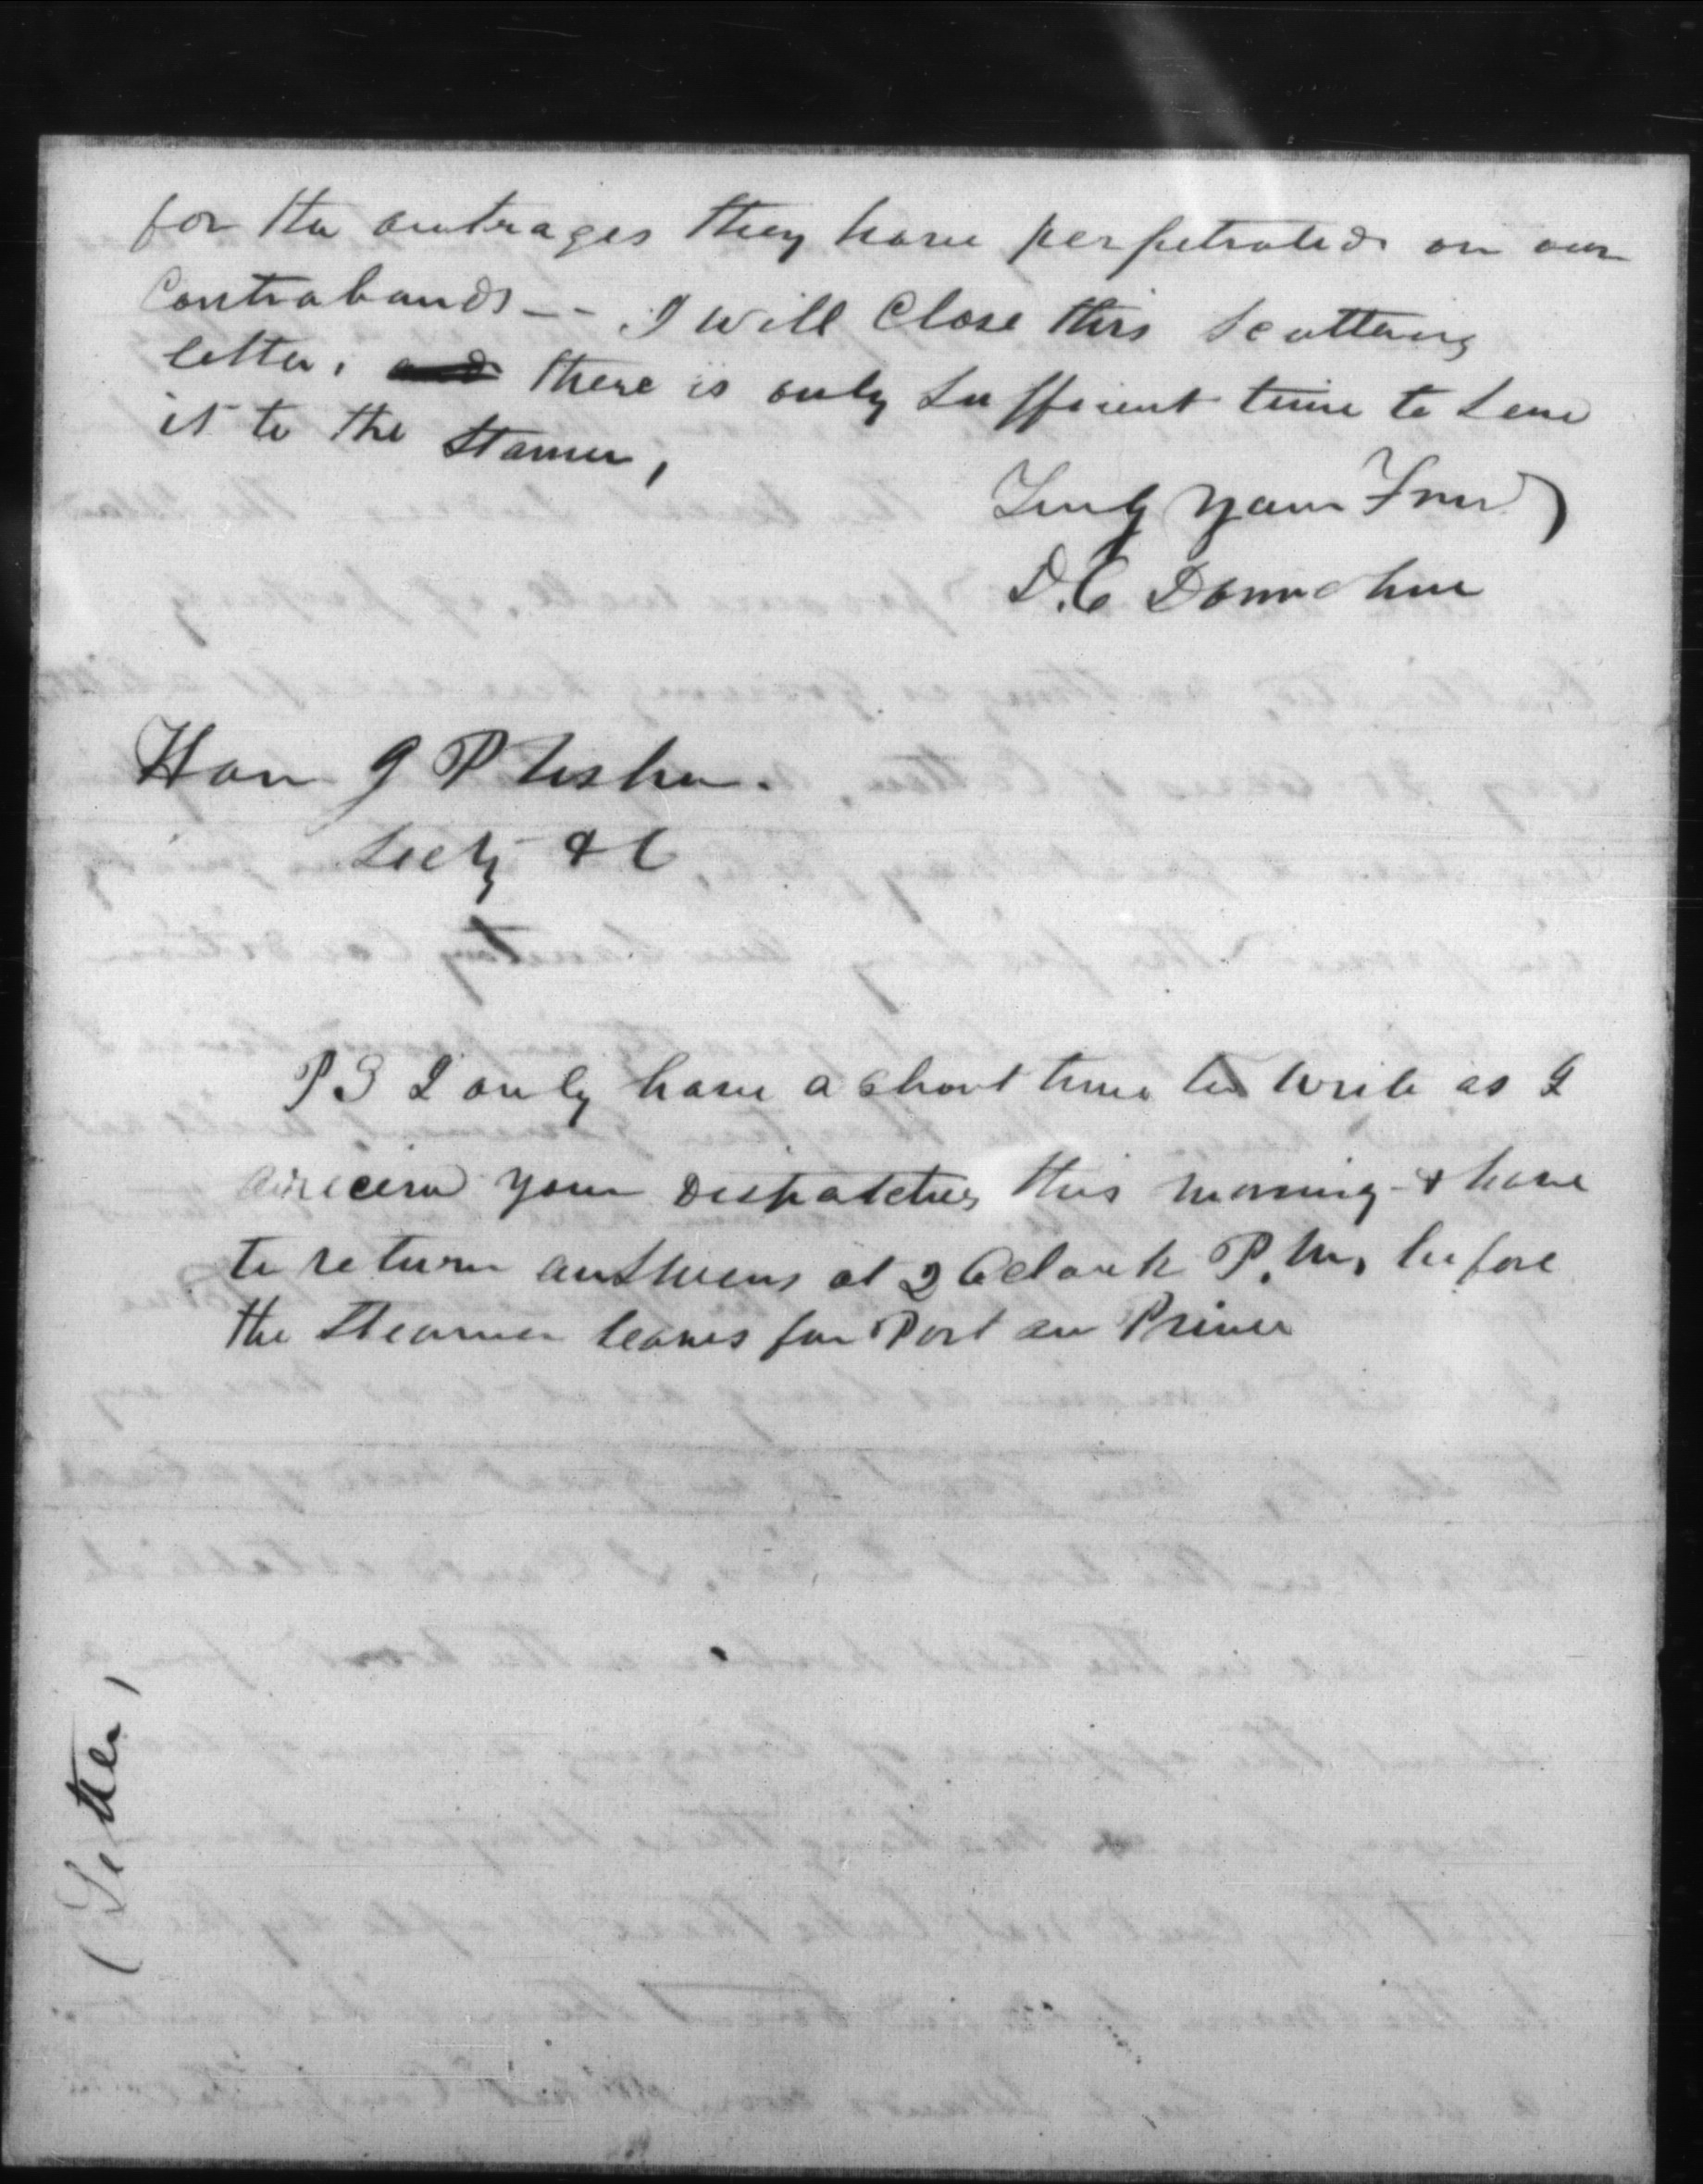 for the outrages they have perpetrated on our
Contrabands -- I will Close this Scattering
letter, and there is only Sufficient time to Send
it to the Stamer,
Truly your Friend
D. C Donnohue
Hon J P Usher.
Secty &C
P S I only have a short time to write as I
received your Dispatches this morning & have
to return answers at 2 Oclock P. M, before
the Steamer leaves for Port au Prince
(Letter)